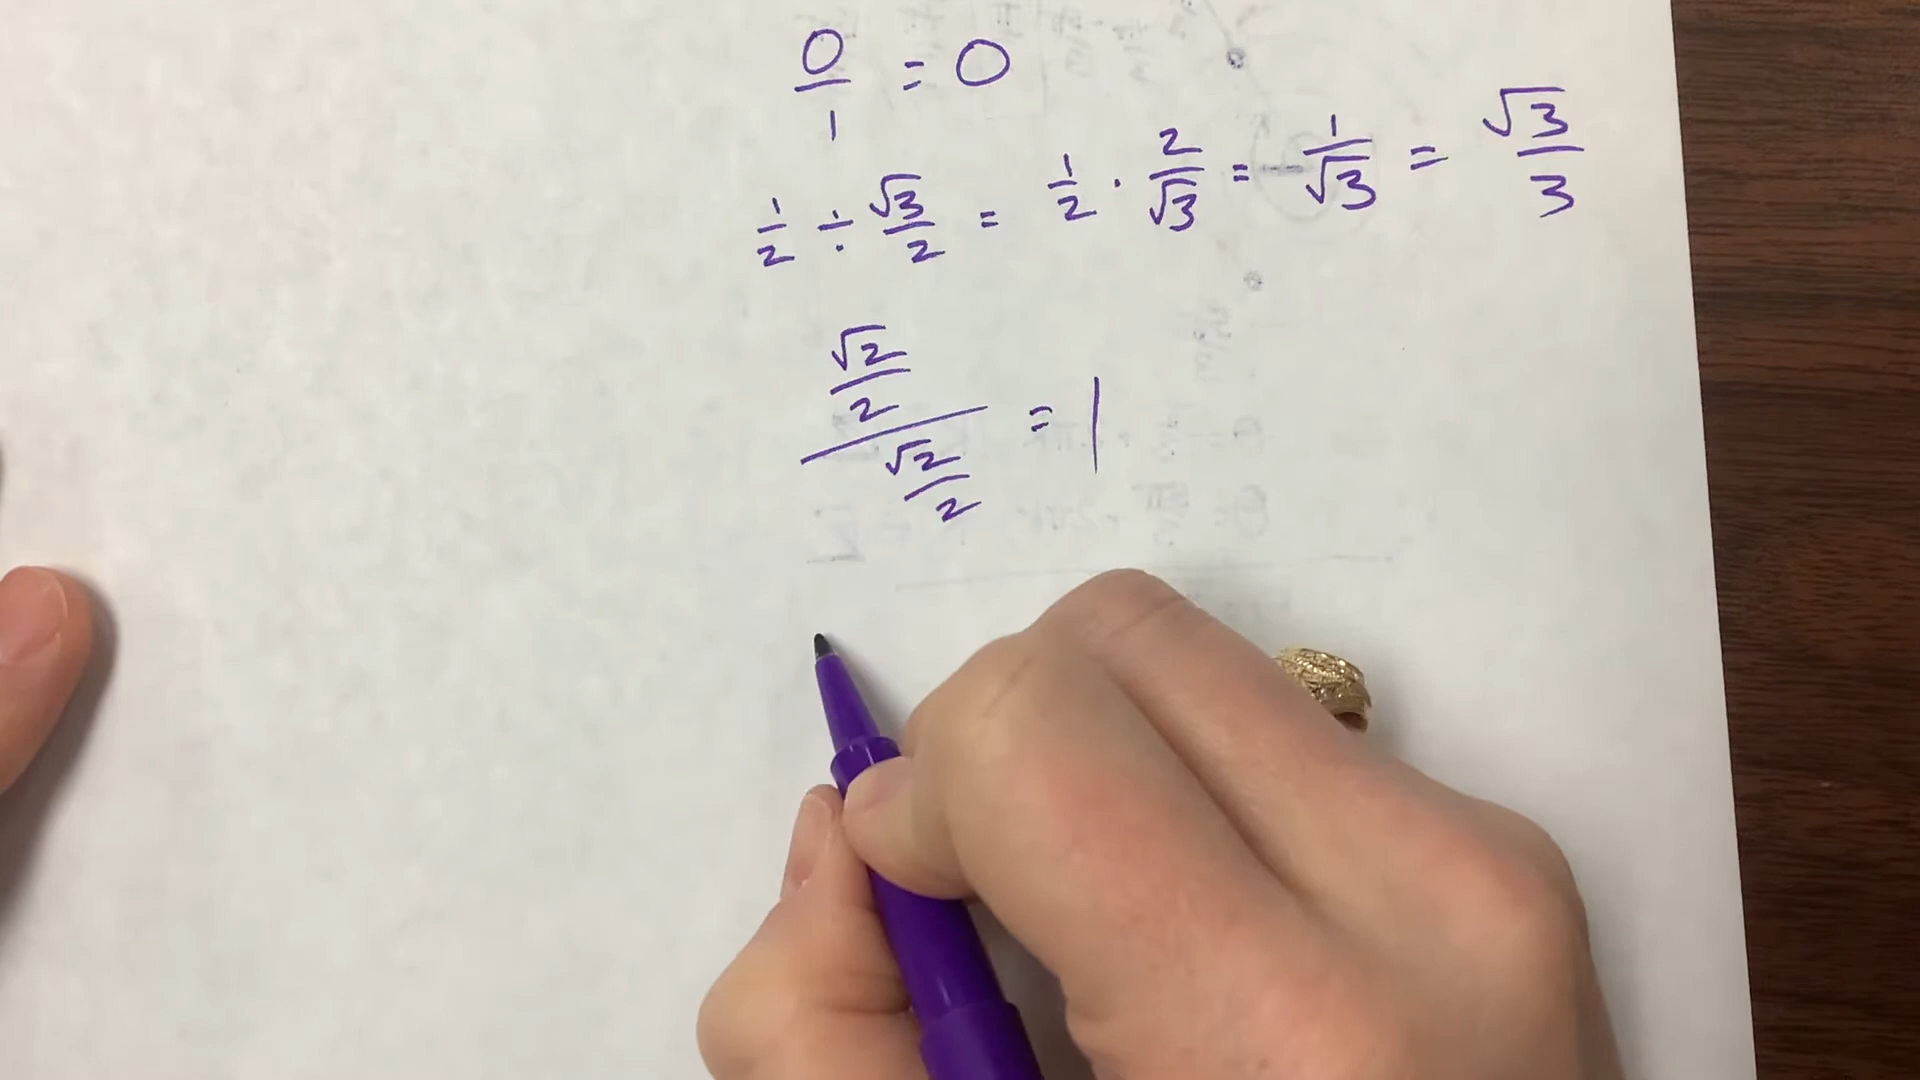 0/1 = 0
1/2 ÷ √3/2 = 1/2 · 2/√3 = 1/√3 = √3/3
(√2/2)/(√2/2) = 1